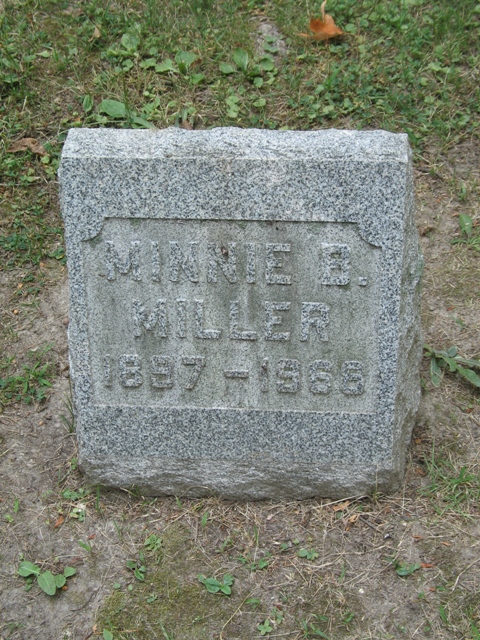 MINNIE B.
MILLER
1897 – 1966